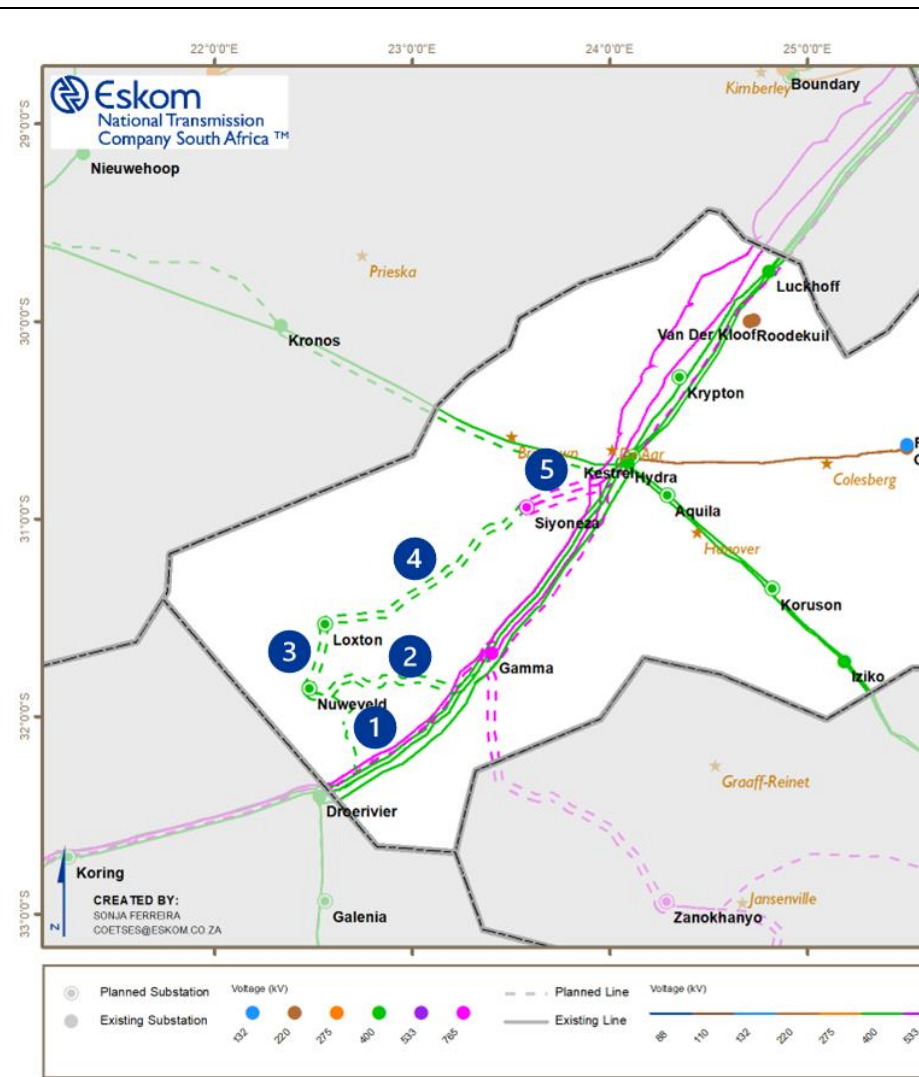 22°0'0"E 23°0'0"E 24°0'0"E 25°0'0"E
Eskom
National Transmission
Company South Africa ™
Kimberley
Boundary
29°0'0"S
Nieuwehoop
Prieska
Luckhoff
30°0'0"S
Kronos
Van Der Kloof
Roodekuil
Krypton
De Aar
5
Kestrel
Hydra
Colesberg
Siyoneza
Aquila
31°0'0"S
Hanover
4
Koruson
Loxton
3
2
Gamma
Iziko
Nuweveld
32°0'0"S
1
Graaff-Reinet
Droerivier
Koring
Jansenville
CREATED BY:
SONJA FERREIRA
COETSES@ESKOM.CO.ZA
Galenia
Zanokhanyo
33°0'0"S
N
Planned Substation
Existing Substation
Voltage (kV)
132 220 275 400 533 765
Planned Line
Existing Line
Voltage (kV)
88 110 132 220 275 400 533